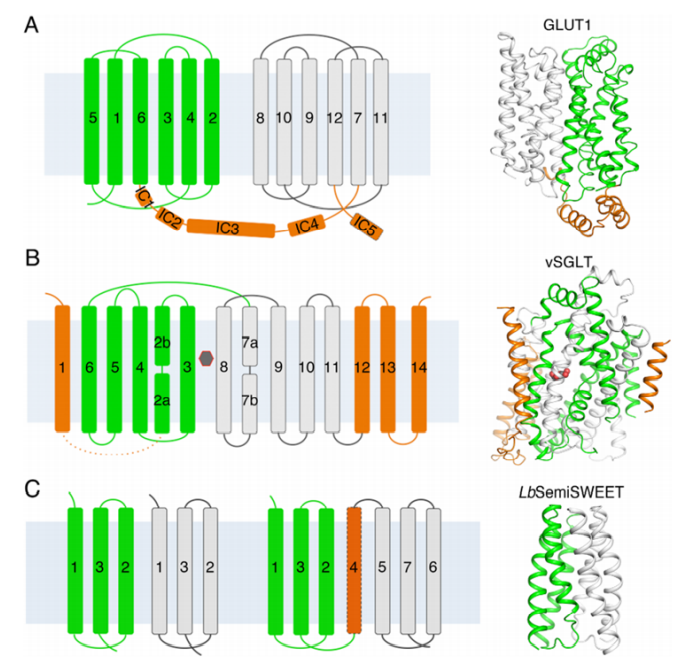 A
GLUT1
5 1 6 3 4 2 8 10 9 12 7 11
IC1 IC2 IC3 IC4 IC5
B
vSGLT
1 6 5 4 2b 3 8 7a 9 10 11 12 13 14
2a 7b
C
LbSemiSWEET
1 3 2 1 3 2 1 3 2 4 5 7 6